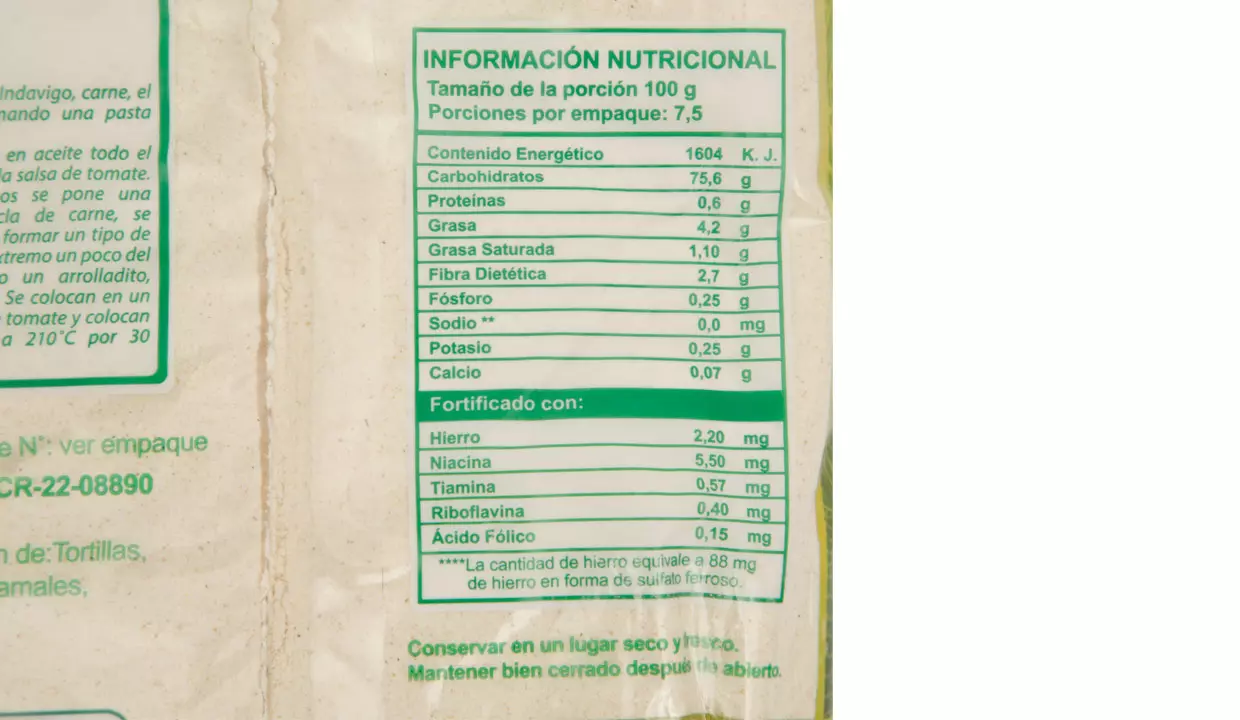 Indavigo, carne, el
una pasta
en aceite todo el
salsa de tomate.
se pone una
de carne, se
formar un tipo de
un poco del
un arrolladito,
Se colocan en un
tomate y colocan
a 210°C por 30
N°: ver empaque
CR-22-08890
de: Tortillas,
INFORMACIÓN NUTRICIONAL
Tamaño de la porción 100 g
Porciones por empaque: 7,5
Contenido Energético 1604 K. J.
Carbohidratos 75,6 g
Proteínas 0,6 g
Grasa 4,2 g
Grasa Saturada 1,10 g
Fibra Dietética 2,7 g
Fósforo 0,25 g
Sodio ** 0,0 mg
Potasio 0,25 g
Calcio 0,07 g
Fortificado con:
Hierro 2,20 mg
Niacina 5,50 mg
Tiamina 0,57 mg
Riboflavina 0,40 mg
Ácido Fólico 0,15 mg
****La cantidad de hierro equivale a 88 mg
de hierro en forma de sulfato ferroso.
Conservar en un lugar seco y fresco.
Mantener bien cerrado después de abierto.